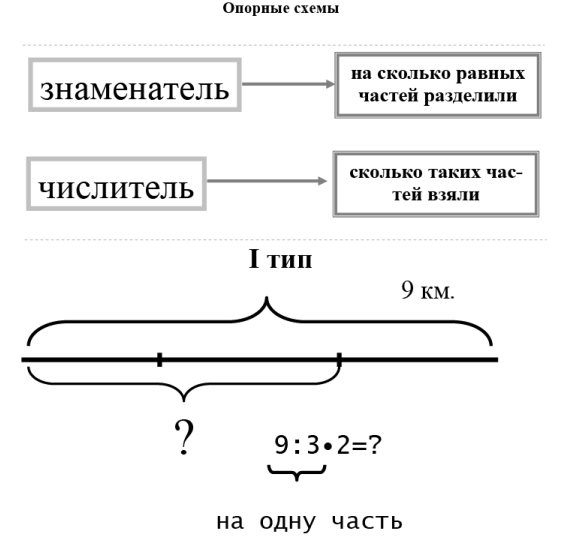 Опорные схемы
знаменатель
на сколько равных
частей разделили
числитель
сколько таких час-
тей взяли
I тип
9 км.
?
9:3•2=?
на одну часть